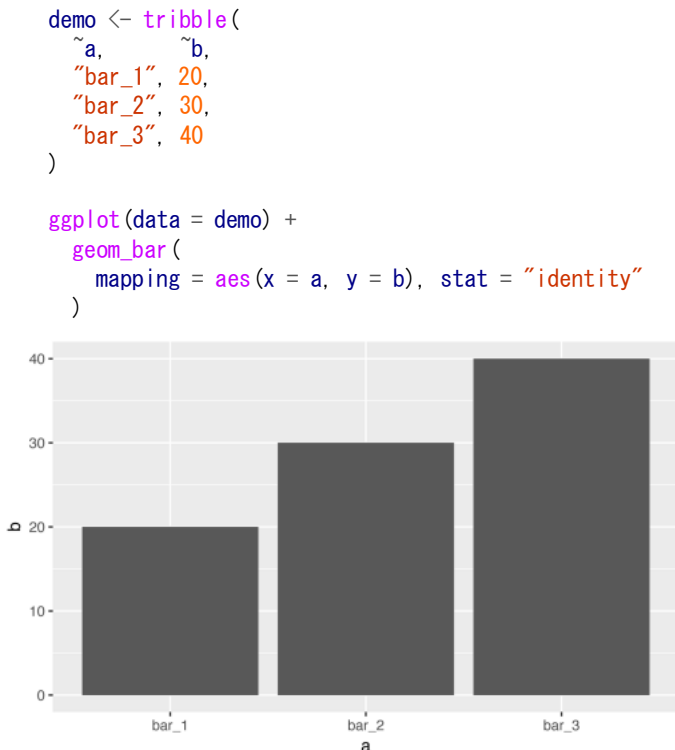 demo <- tribble(
  ~a,      ~b,
  "bar_1", 20,
  "bar_2", 30,
  "bar_3", 40
)
ggplot(data = demo) +
  geom_bar(
    mapping = aes(x = a, y = b), stat = "identity"
  )
40
30
20
10
0
b
bar_1 bar_2 bar_3
a